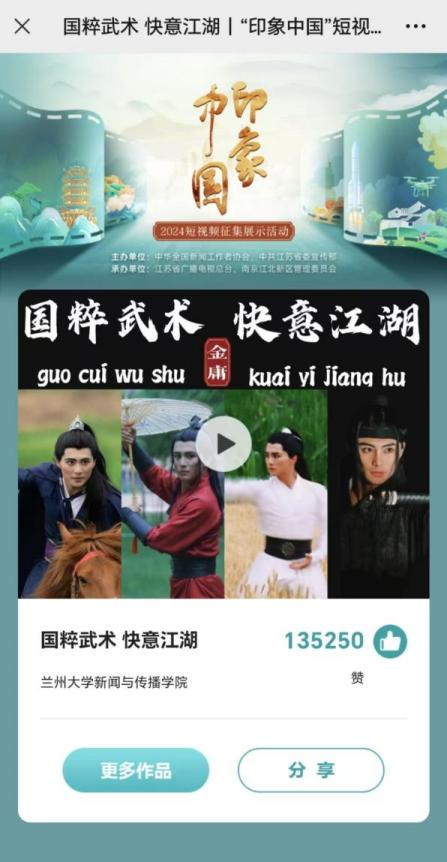 国粹武术 快意江湖丨“印象中国”短视...
印象中国
2024短视频征集展示活动
主办单位：中华全国新闻工作者协会、中共江苏省委宣传部
承办单位：江苏省广播电视总台、南京江北新区管理委员会
国粹武术 快意江湖
金庸
guo cui wu shu kuai yi jiang hu
国粹武术 快意江湖
135250
兰州大学新闻与传播学院
赞
更多作品
分 享